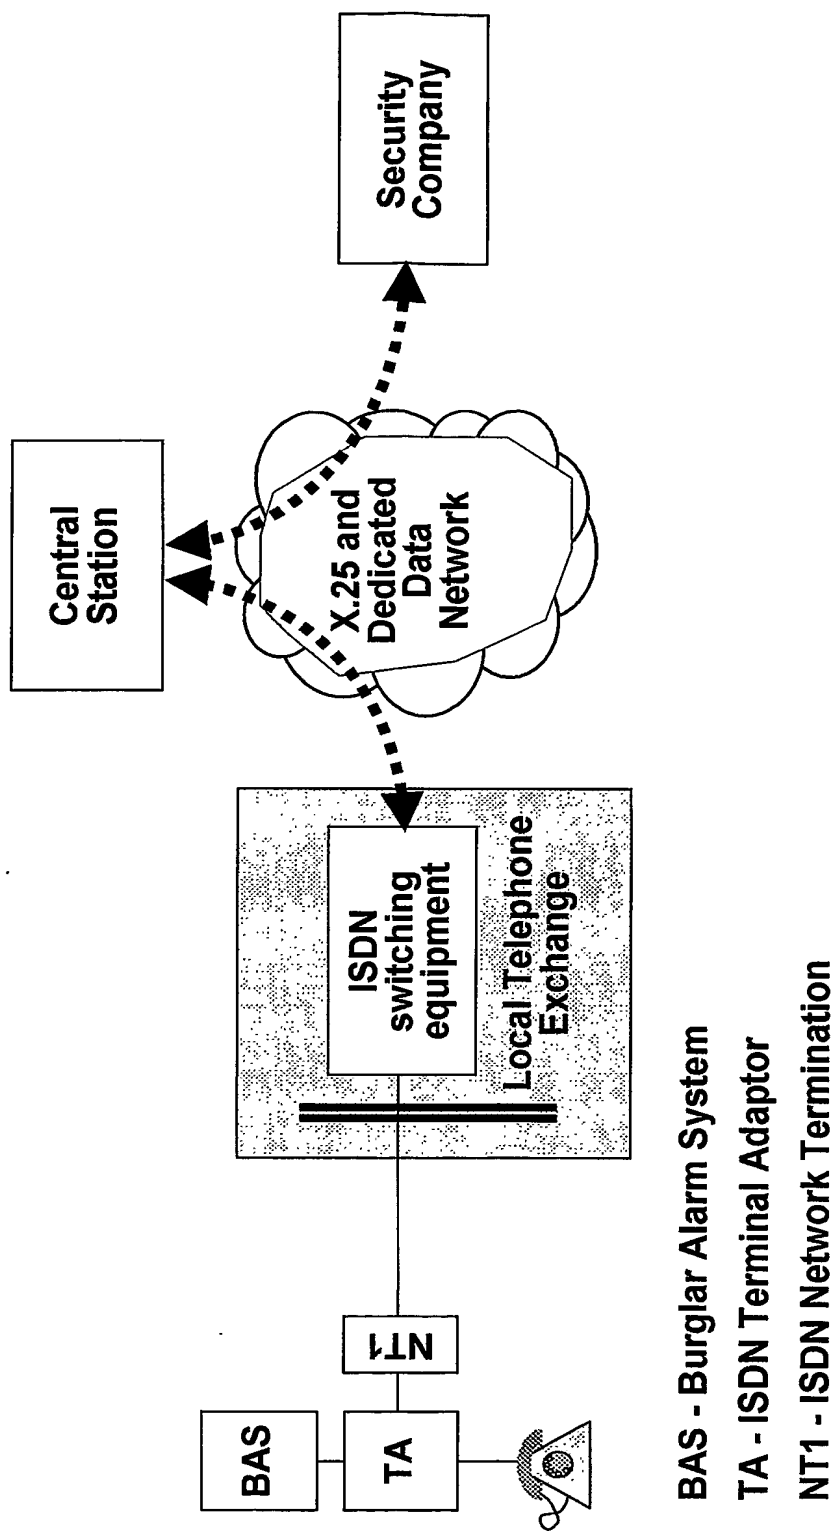 Central
Station
Security
Company
X.25 and
Dedicated
Data
Network
ISDN
switching
equipment
Local Telephone
Exchange
BAS
TA
NT1
BAS - Burglar Alarm System
TA - ISDN Terminal Adaptor
NT1 - ISDN Network Termination